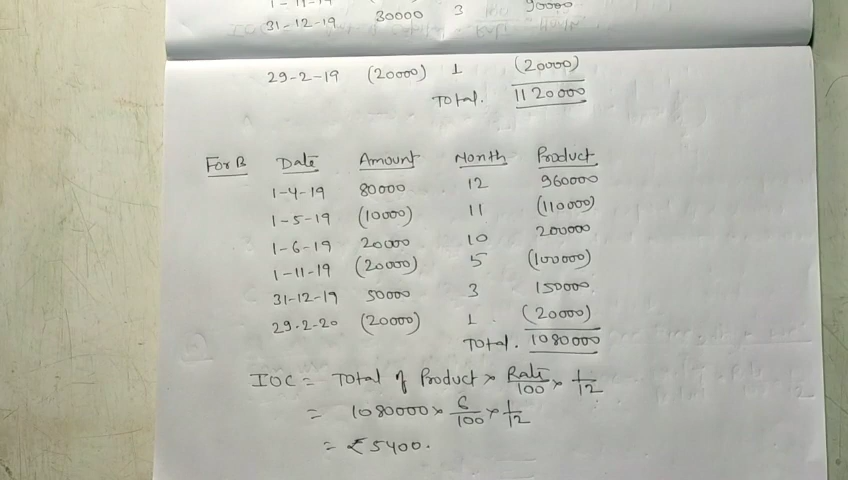 31-12-19 30000 3 90000
29-2-19 (20000) 1 (20000)
Total. 1120000
For B Date Amount Month Product
1-4-19 80000 12 960000
1-5-19 (10000) 11 (110000)
1-6-19 20000 10 200000
1-11-19 (20000) 5 (100000)
31-12-19 50000 3 150000
29.2-20 (20000) 1 (20000)
Total. 1080000
IOC = Total of Product × Rate/100 × 1/12
= 1080000 × 6/100 × 1/12
= ₹5400.